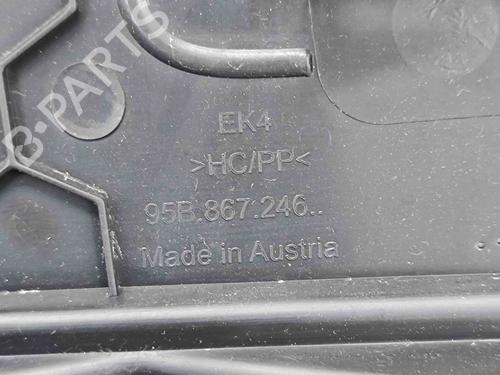 B-PARTS
EK4
>HC/PP<
95B.867.246..
Made in Austria